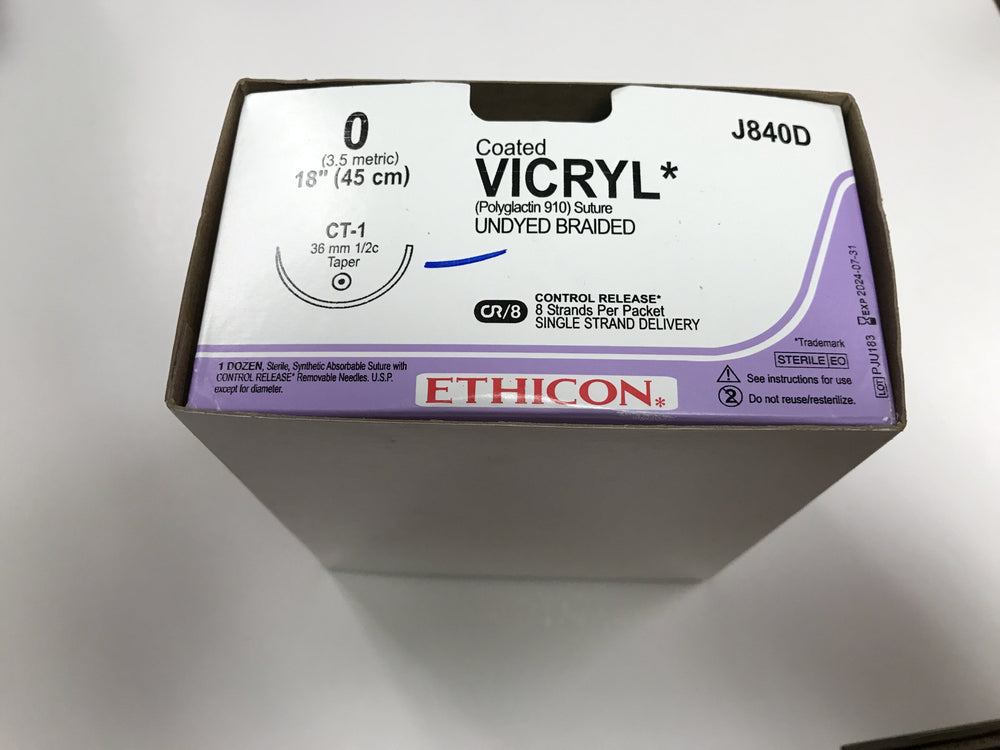 0
(3.5 metric)
18" (45 cm)
CT-1
36 mm 1/2c
Taper
Coated
VICRYL*
(Polyglactin 910) Suture
UNDYED BRAIDED
J840D
CR/8
CONTROL RELEASE*
8 Strands Per Packet
SINGLE STRAND DELIVERY
1 DOZEN, Sterile, Synthetic Absorbable Suture with
CONTROL RELEASE* Removable Needles. U.S.P.
except for diameter.
ETHICON*
*Trademark
STERILE EO
See instructions for use
2
Do not reuse/resterilize.
LOT PJU183
EXP 2024-07-31